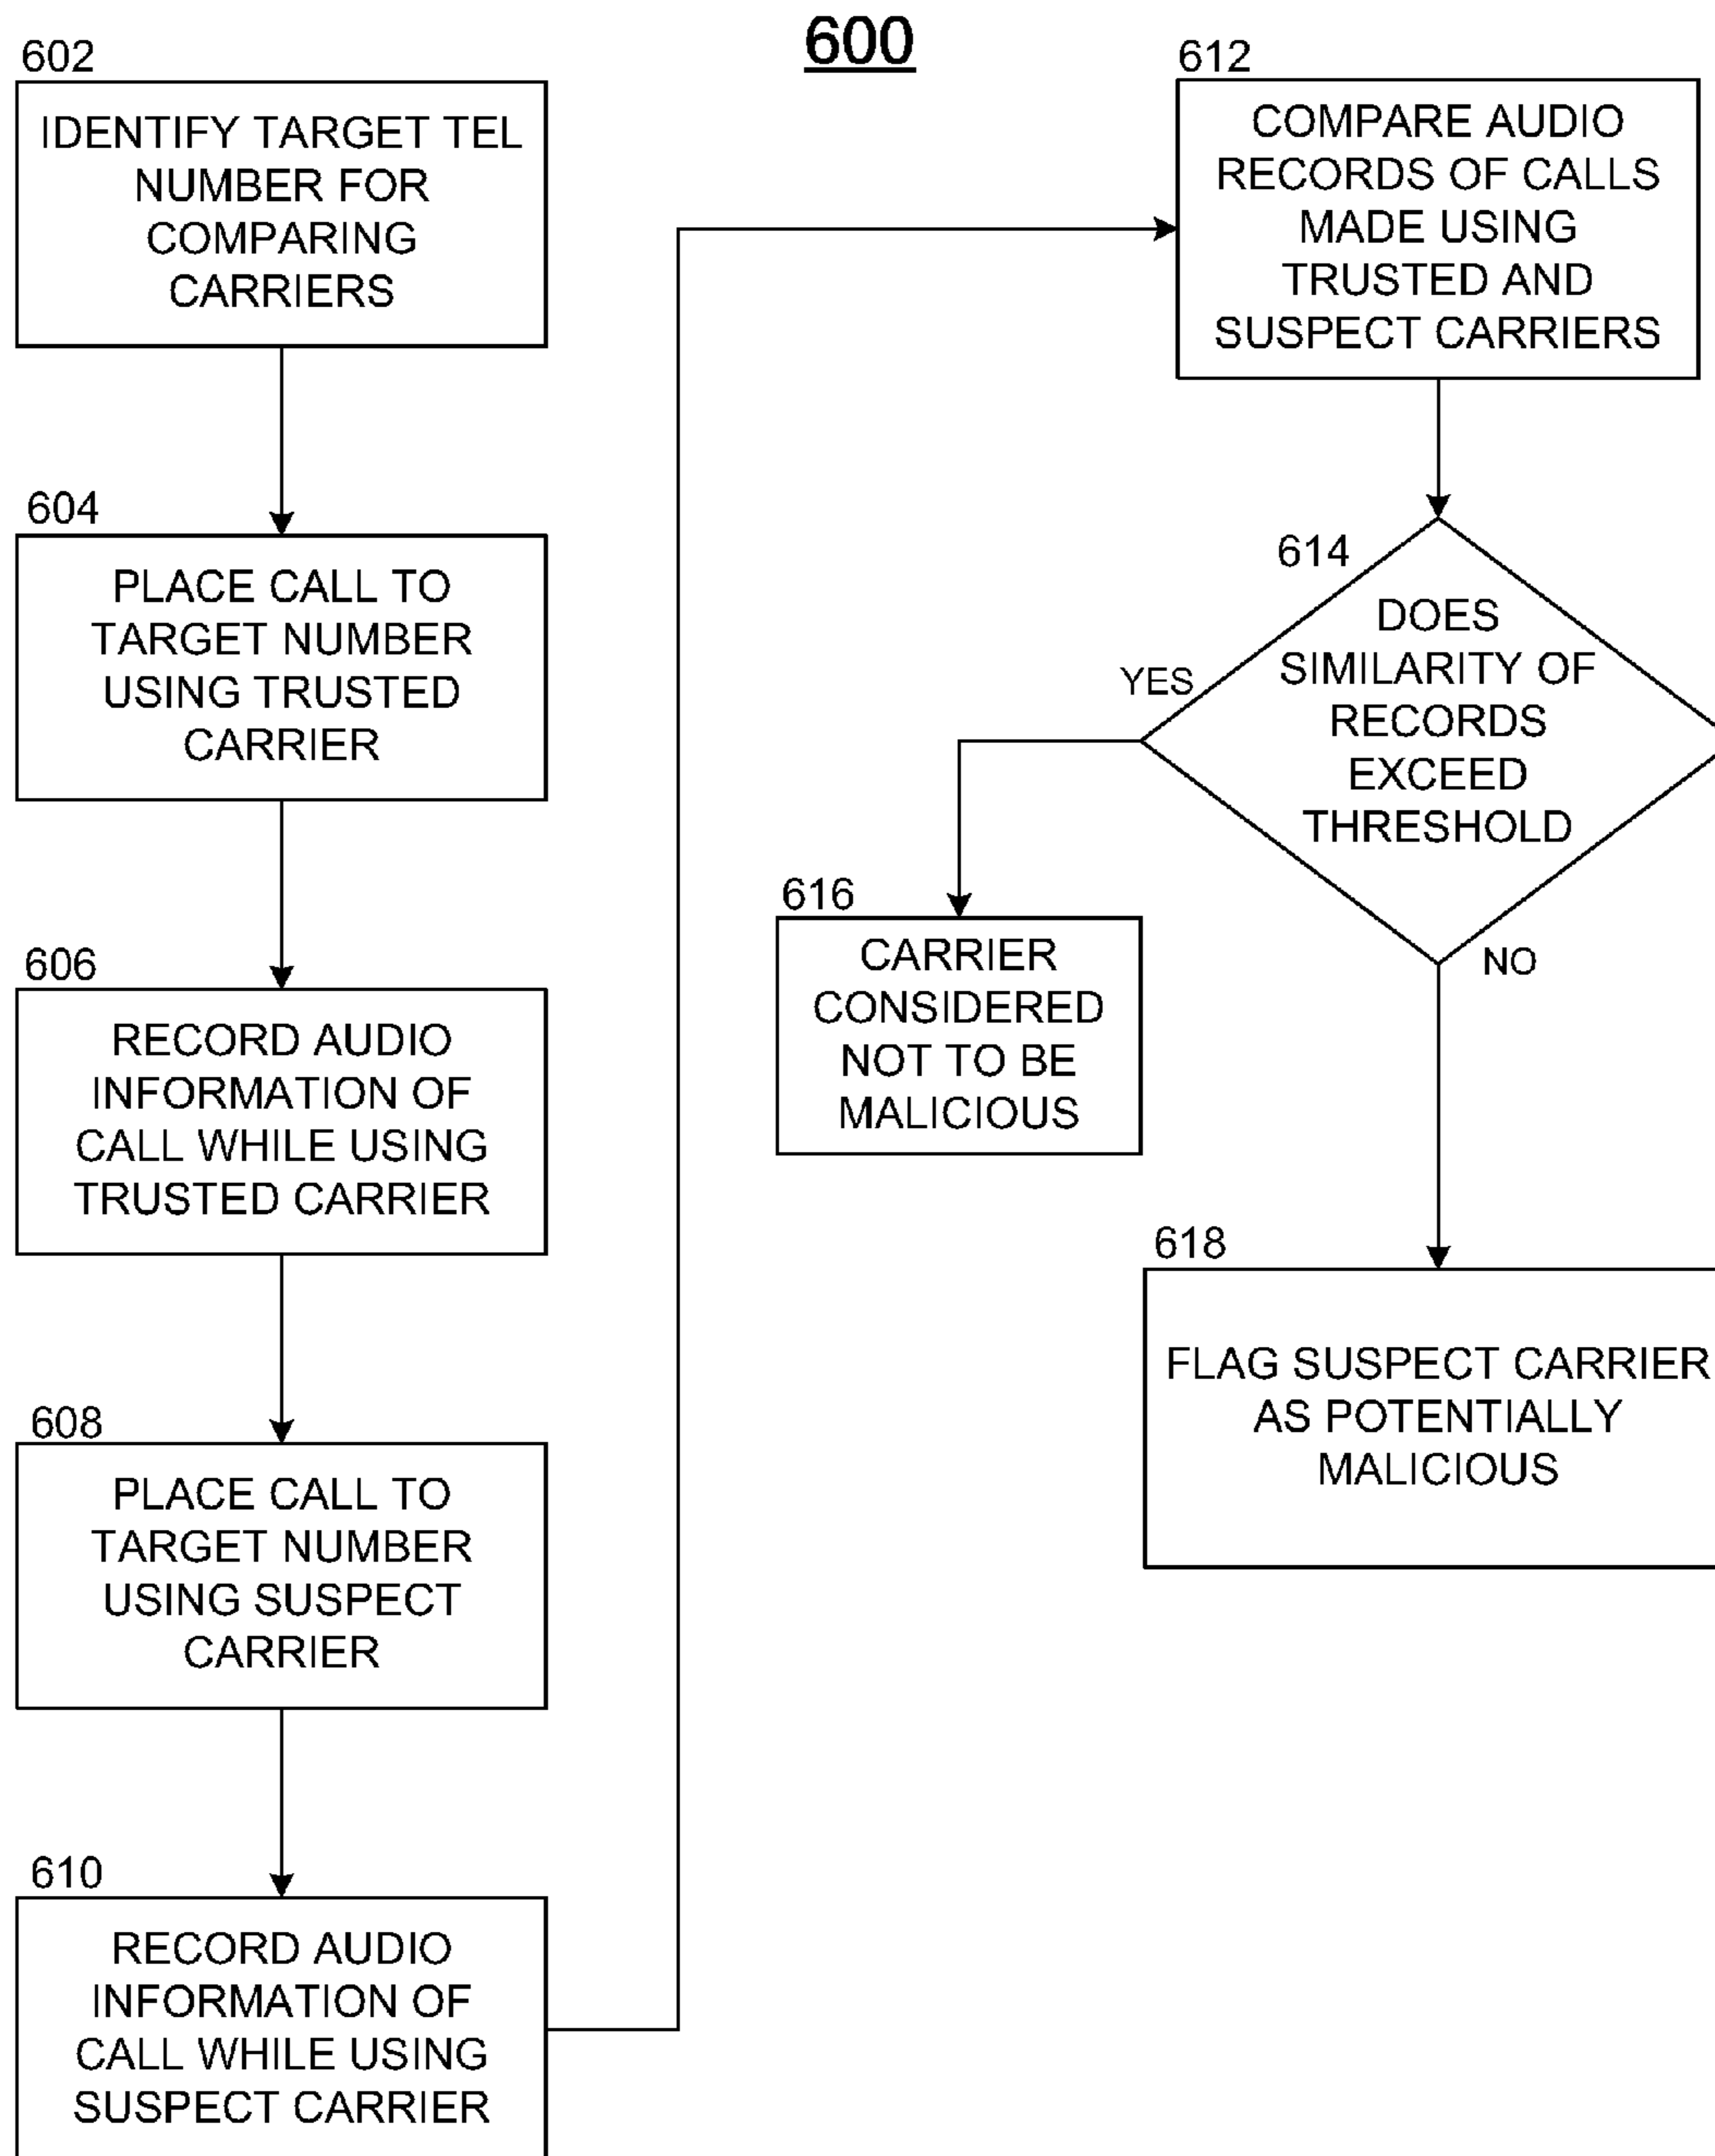 600
602
IDENTIFY TARGET TEL
NUMBER FOR
COMPARING
CARRIERS
604
PLACE CALL TO
TARGET NUMBER
USING TRUSTED
CARRIER
606
RECORD AUDIO
INFORMATION OF
CALL WHILE USING
TRUSTED CARRIER
608
PLACE CALL TO
TARGET NUMBER
USING SUSPECT
CARRIER
610
RECORD AUDIO
INFORMATION OF
CALL WHILE USING
SUSPECT CARRIER
612
COMPARE AUDIO
RECORDS OF CALLS
MADE USING
TRUSTED AND
SUSPECT CARRIERS
614
DOES
SIMILARITY OF
RECORDS
EXCEED
THRESHOLD
YES
616
CARRIER
CONSIDERED
NOT TO BE
MALICIOUS
NO
618
FLAG SUSPECT CARRIER
AS POTENTIALLY
MALICIOUS